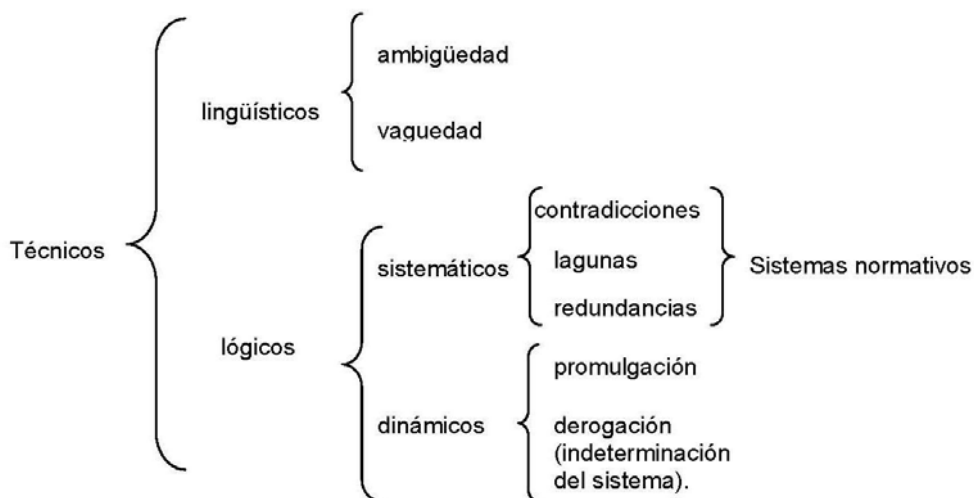 Técnicos
lingüísticos
ambigüedad
vaguedad
lógicos
sistemáticos
contradicciones
lagunas
redundancias
Sistemas normativos
dinámicos
promulgación
derogación
(indeterminación
del sistema).